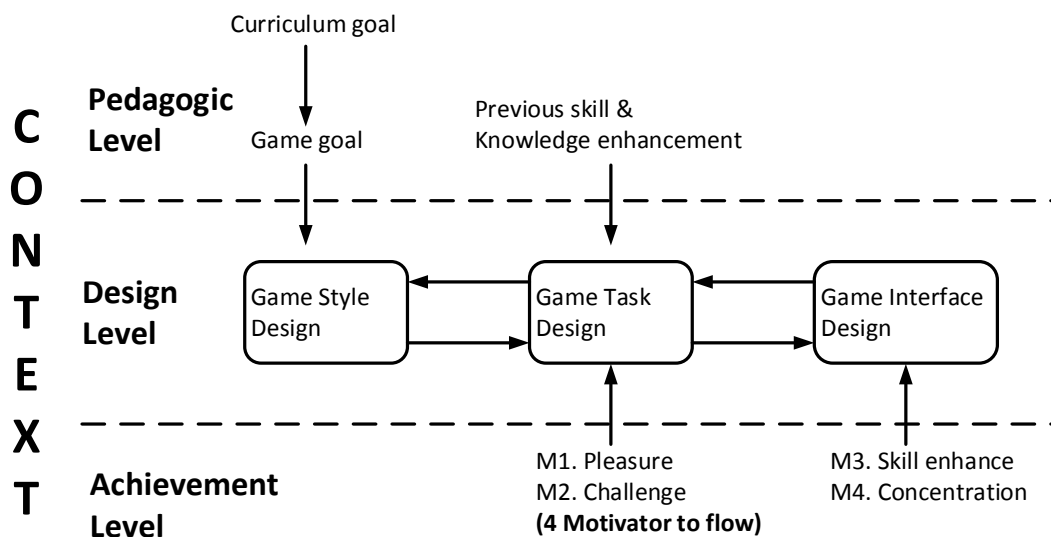 CONTEXT
Curriculum goal
Pedagogic
Level
Game goal
Previous skill &
Knowledge enhancement
Design
Level
Game Style
Design
Game Task
Design
Game Interface
Design
Achievement
Level
M1. Pleasure
M2. Challenge
(4 Motivator to flow)
M3. Skill enhance
M4. Concentration